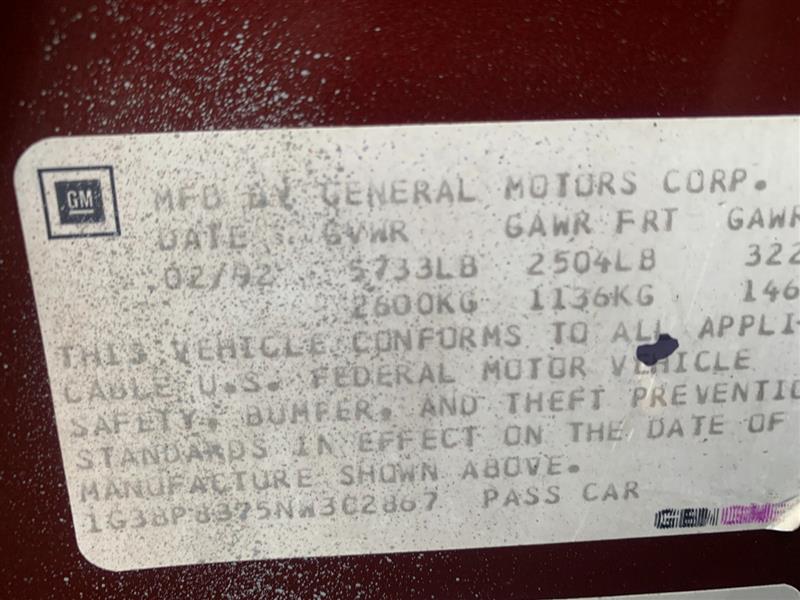 GM
MFD BY GENERAL MOTORS CORP.
DATE GVWR GAWR FRT GAWR
02/92 5733LB 2504LB 322
2600KG 1136KG 146
THIS VEHICLE CONFORMS TO ALL APPLI-
CABLE U.S. FEDERAL MOTOR VEHICLE
SAFETY, BUMPER, AND THEFT PREVENTIO
STANDARDS IN EFFECT ON THE DATE OF
MANUFACTURE SHOWN ABOVE.
PASS CAR